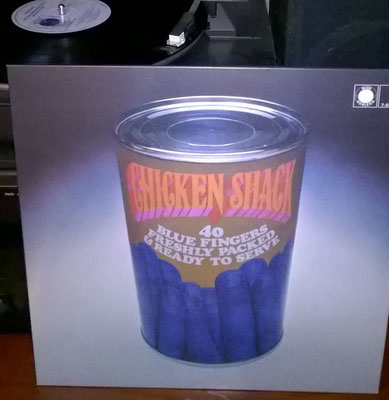 CHICKEN SHACK
40
BLUE FINGERS
FRESHLY PACKED
& READY TO SERVE